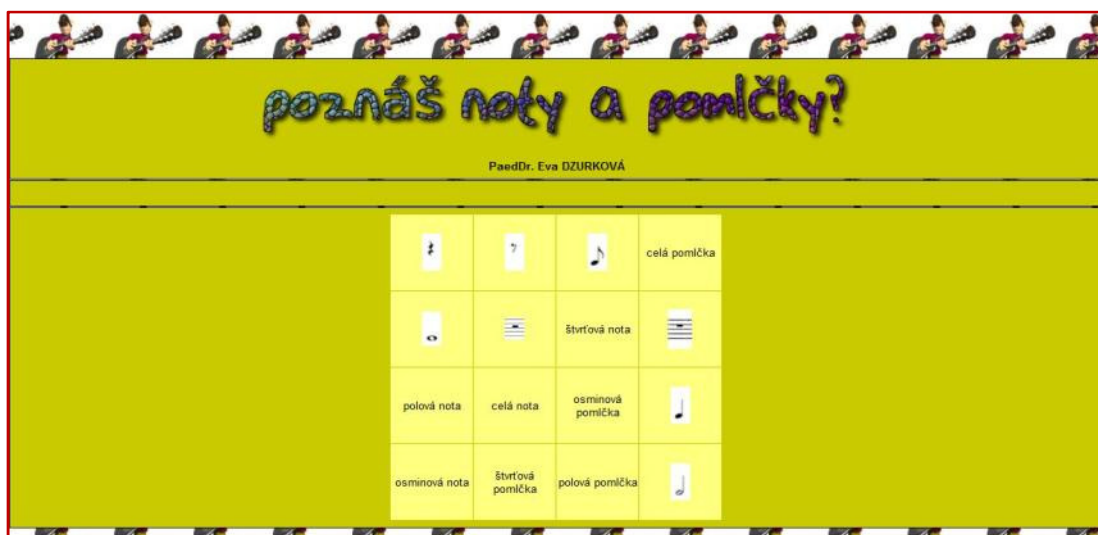 poznáš noty a pomlčky?
PaedDr. Eva DZURKOVÁ
celá pomlčka
štvrťová nota
polová nota
celá nota
osminová
pomlčka
osminová nota
štvrťová
pomlčka
polová pomlčka